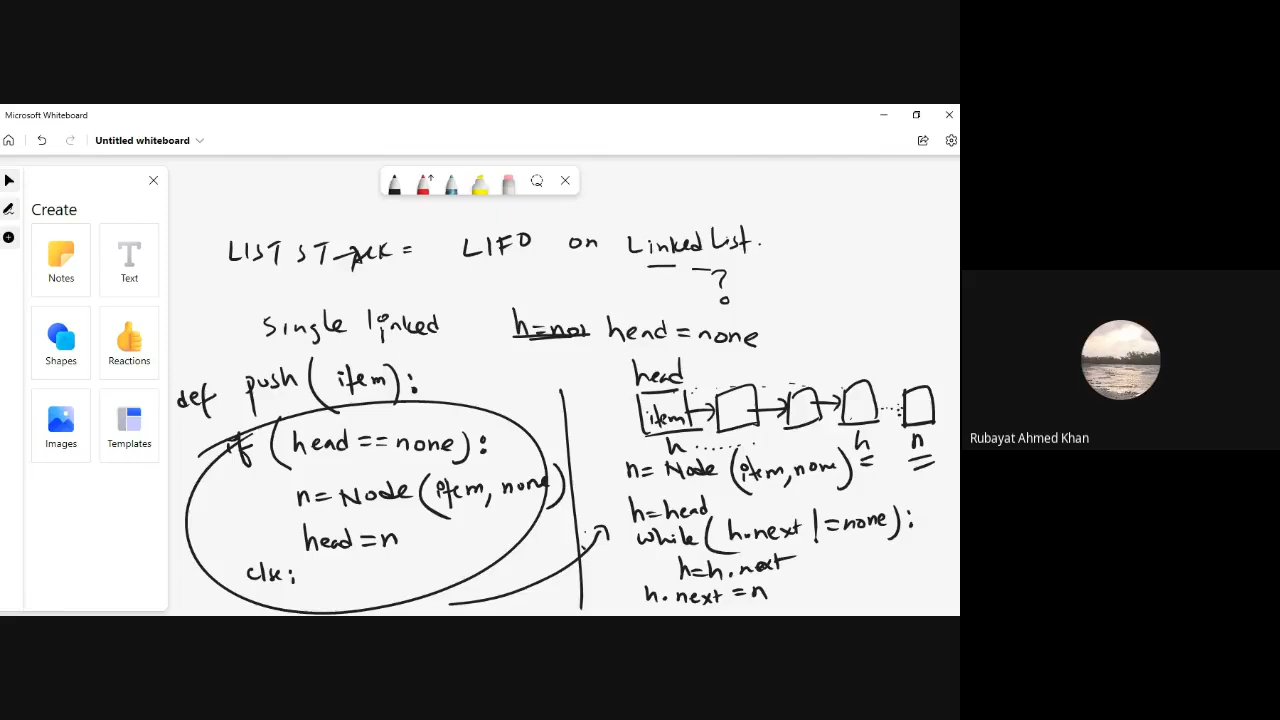 Microsoft Whiteboard
Untitled whiteboard
Create
Notes
Text
Shapes
Reactions
Images
Templates
LIST STACK = LIFO on Linked List.
?
single linked
head = none
def push(item):
if (head == none):
n = Node(item, none)
head = n
else:
head
item
h
h
n
n = Node(item, none)
h = head
while (h.next != none):
h = h.next
h.next = n
Rubayat Ahmed Khan